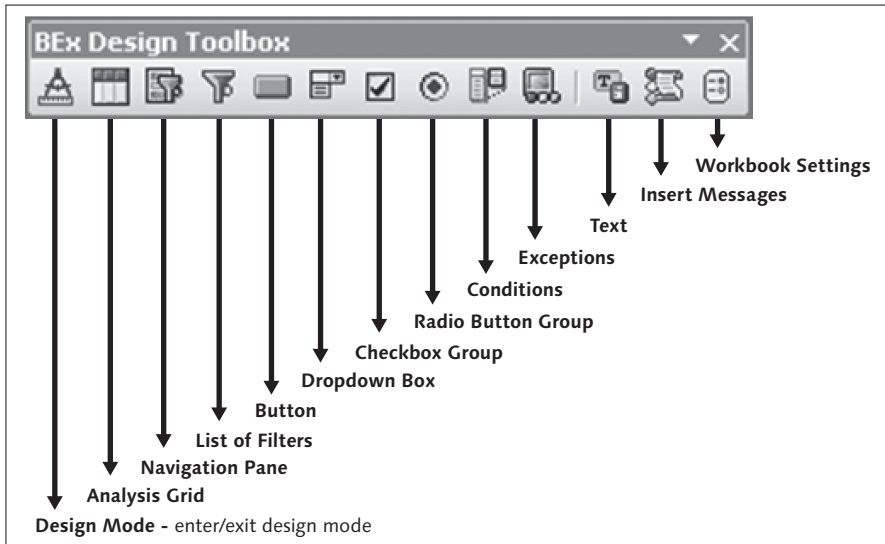 BEx Design Toolbox
Workbook Settings
Insert Messages
Text
Exceptions
Conditions
Radio Button Group
Checkbox Group
Dropdown Box
Button
List of Filters
Navigation Pane
Analysis Grid
Design Mode - enter/exit design mode